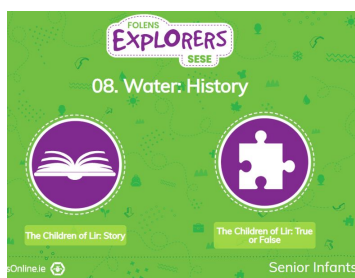 FOLENS
EXPLORERS
SESE
08. Water: History
The Children of Lir: Story
The Children of Lir: True
or False
sOnline.ie
Senior Infants